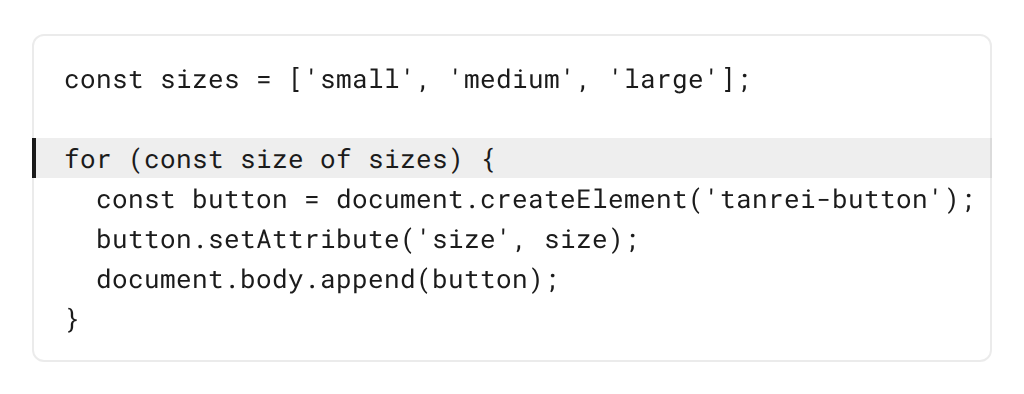 const sizes = ['small', 'medium', 'large'];

for (const size of sizes) {
  const button = document.createElement('tanrei-button');
  button.setAttribute('size', size);
  document.body.append(button);
}